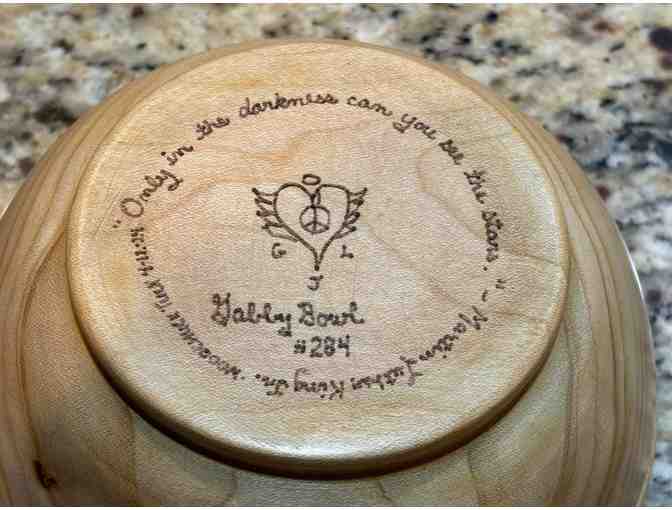 "Only in the darkness can you see the stars." - Martin Luther King Jr.
G L
J
Gabby Bowl
#284